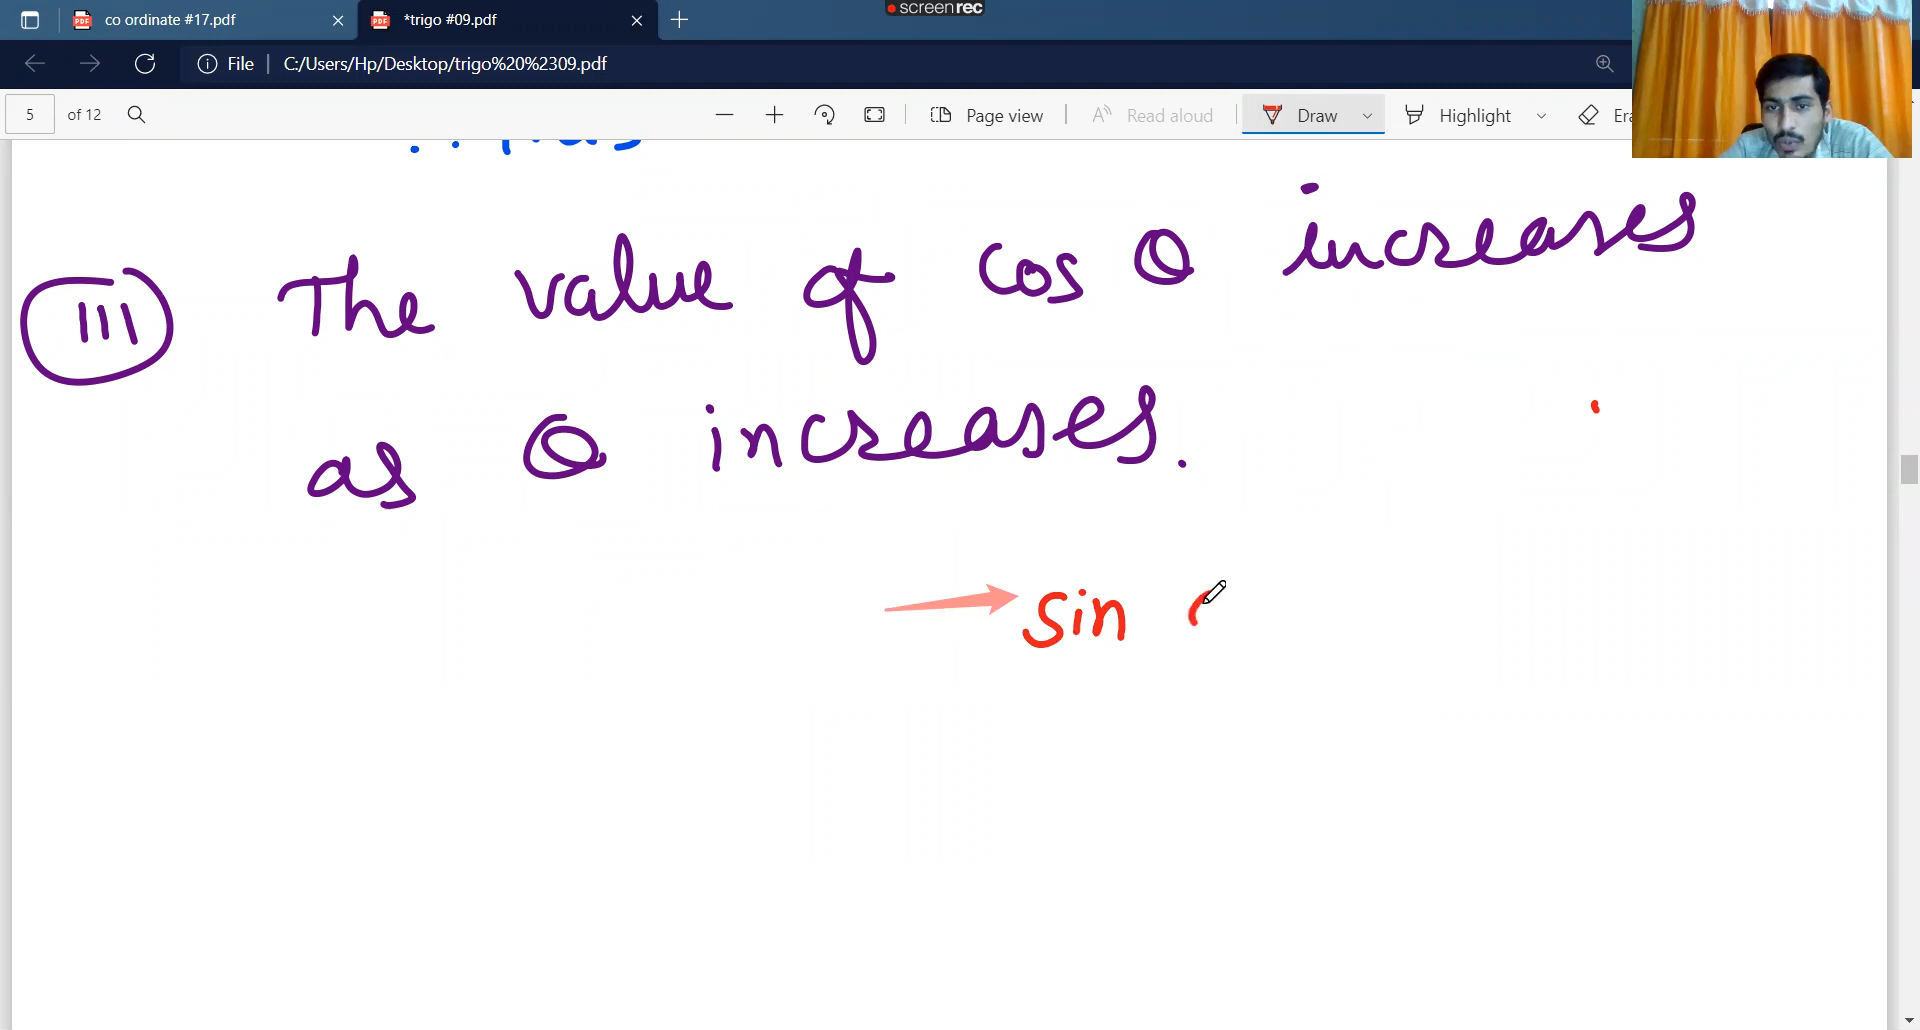 co ordinate #17.pdf
*trigo #09.pdf
screenrec
File
C:/Users/Hp/Desktop/trigo%20%2309.pdf
5 of 12
Page view
Read aloud
Draw
Highlight
III The value of cos θ increases
as θ increases.
sin